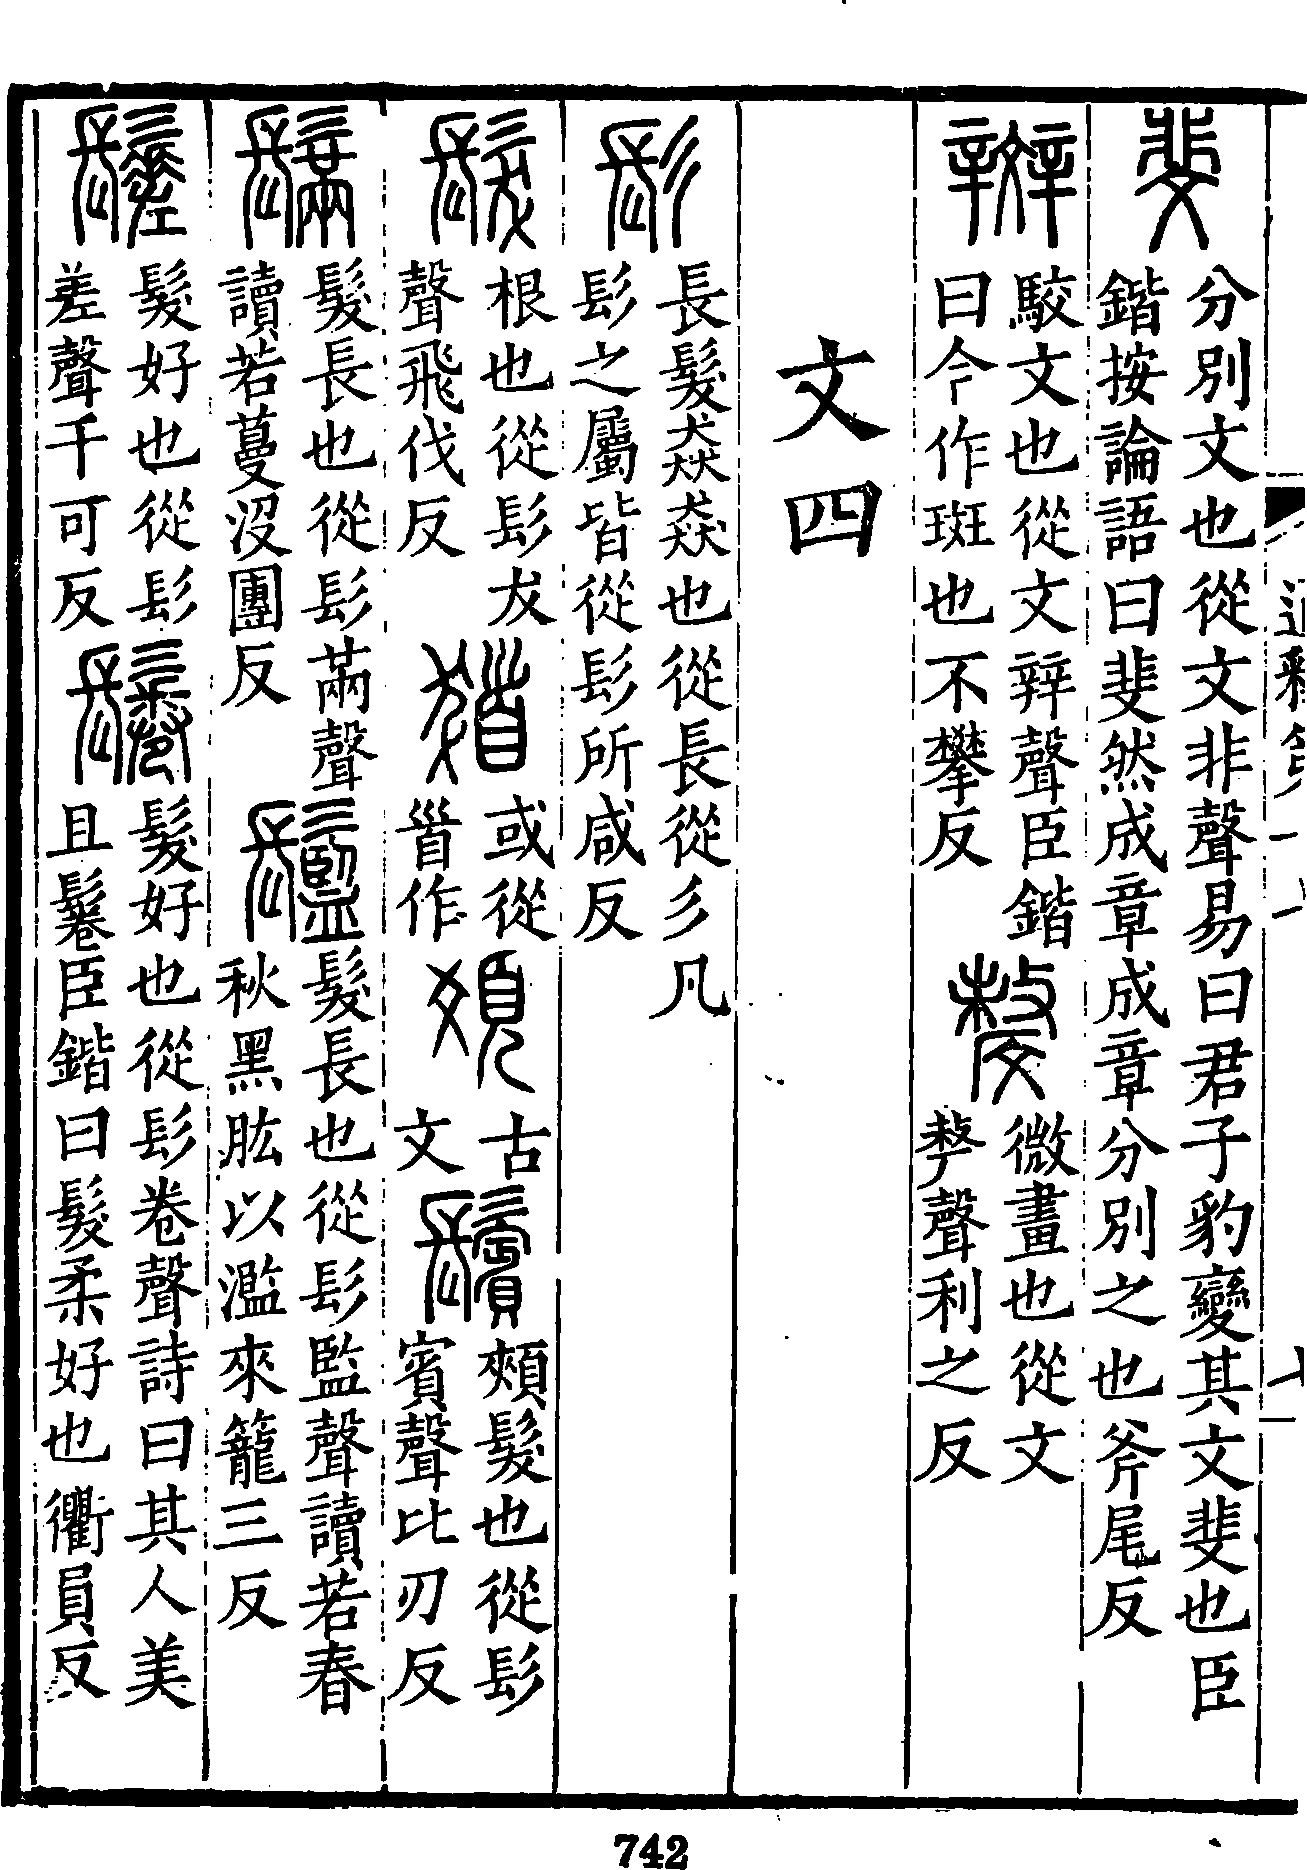 斐
分別文也從文非聲易曰君子豹變其文斐也臣
鍇按論語曰斐然成章成章分別之也斧尾反
辬
駮文也從文辡聲臣鍇
曰今作斑也不攀反
微畫也從文
𠩺聲利之反
文四
髟
長髮猋猋也從長從彡凡
髟之屬皆從髟所咸反
髮
根也從髟犮
聲飛伐反
或從
𩠐作
古
文
鬢
頰髮也從髟
賓聲比刃反
鬗
髮長也從髟㒼聲
讀若蔓沒團反
䰐
髮長也從髟監聲讀若春
秋黑肱以濫來籠三反
䰈
髮好也從髟
差聲千可反
鬈
髮好也從髟卷聲詩曰其人美
且鬈臣鍇曰髮柔好也衢員反
742